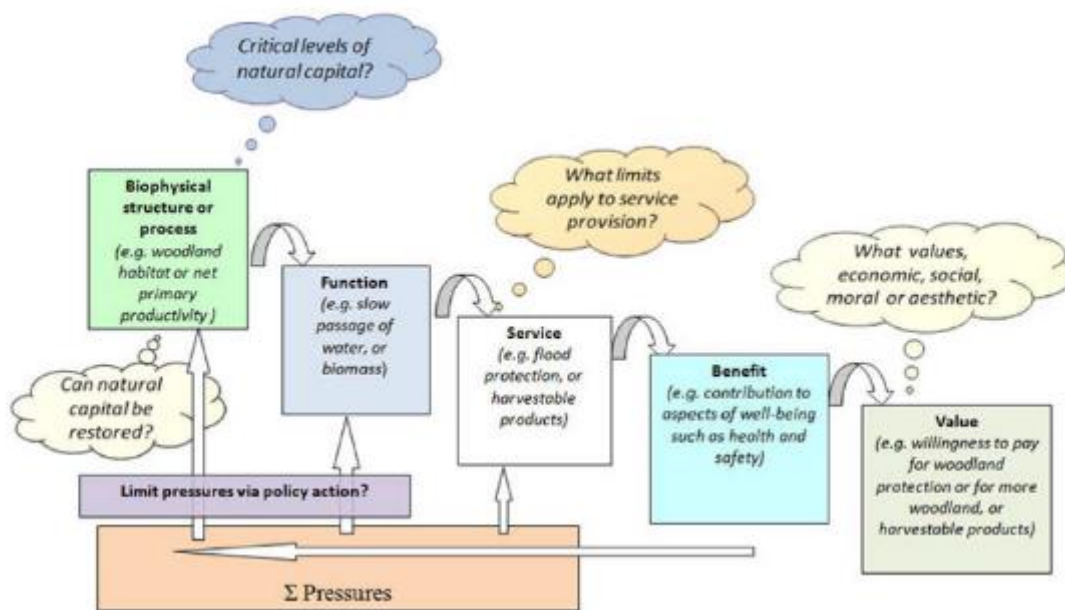 Critical levels of
natural capital?
Biophysical
structure or
process
(e.g. woodland
habitat or net
primary
productivity )
What limits
apply to service
provision?
What values,
economic, social,
moral or aesthetic?
Function
(e.g. slow
passage of
water, or
biomass)
Service
(e.g. flood
protection, or
harvestable
products)
Benefit
(e.g. contribution to
aspects of well-being
such as health and
safety)
Value
(e.g. willingness to pay
for woodland
protection or for more
woodland, or
harvestable products)
Can natural
capital be
restored?
Limit pressures via policy action?
Σ Pressures